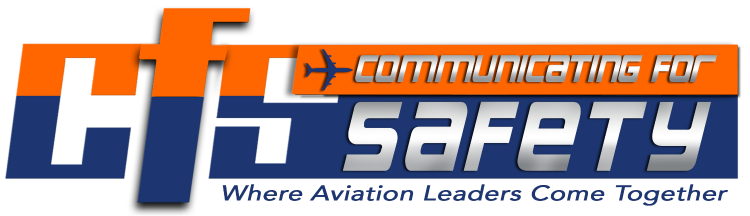 cfs
COMMUNICATING FOR
SAFETY
Where Aviation Leaders Come Together